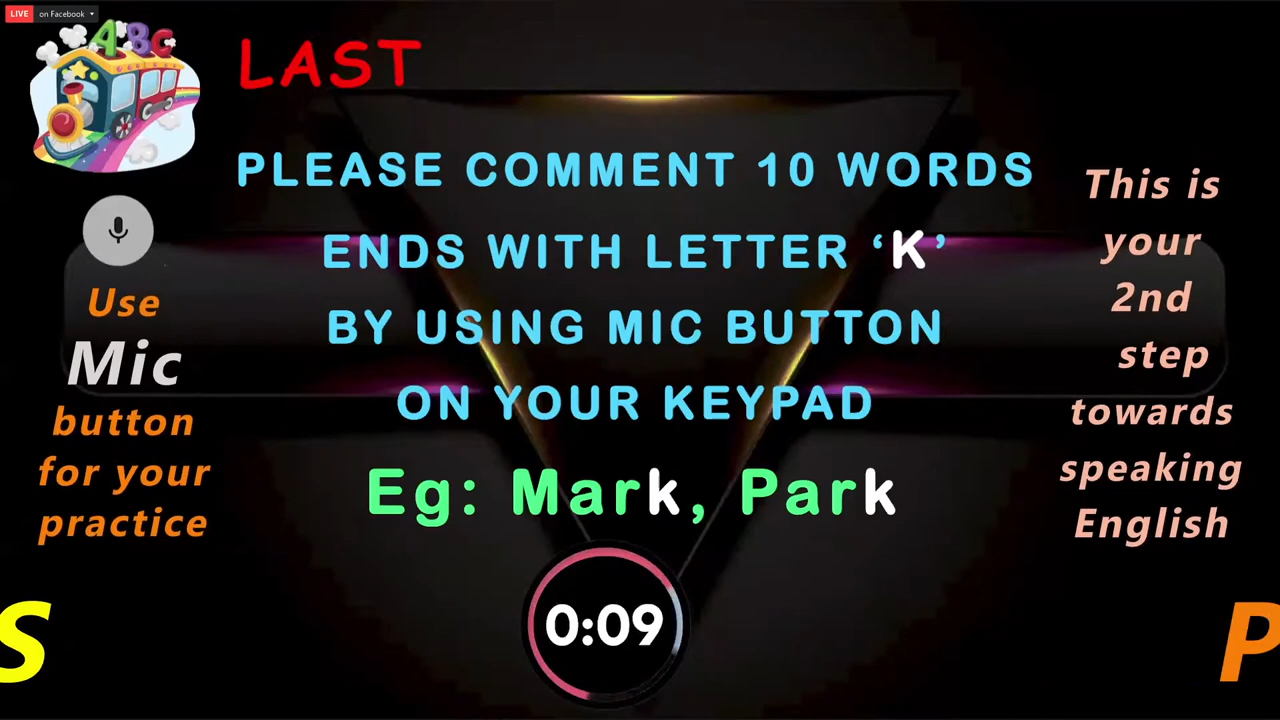 LIVE on Facebook
ABC
LAST
PLEASE COMMENT 10 WORDS
ENDS WITH LETTER ‘K’
BY USING MIC BUTTON
ON YOUR KEYPAD
Eg: Mark, Park
0:09
Use
Mic
button
for your
practice
This is
your
2nd
step
towards
speaking
English
S
P